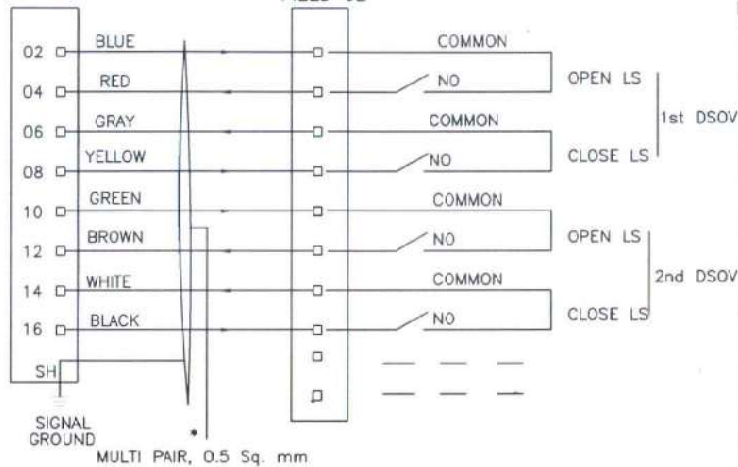 02 BLUE COMMON
04 RED NO OPEN LS
1st DSOV
06 GRAY COMMON
08 YELLOW NO CLOSE LS
10 GREEN COMMON
12 BROWN NO OPEN LS
2nd DSOV
14 WHITE COMMON
16 BLACK NO CLOSE LS
SH
SIGNAL
GROUND
*
MULTI PAIR, 0.5 Sq. mm